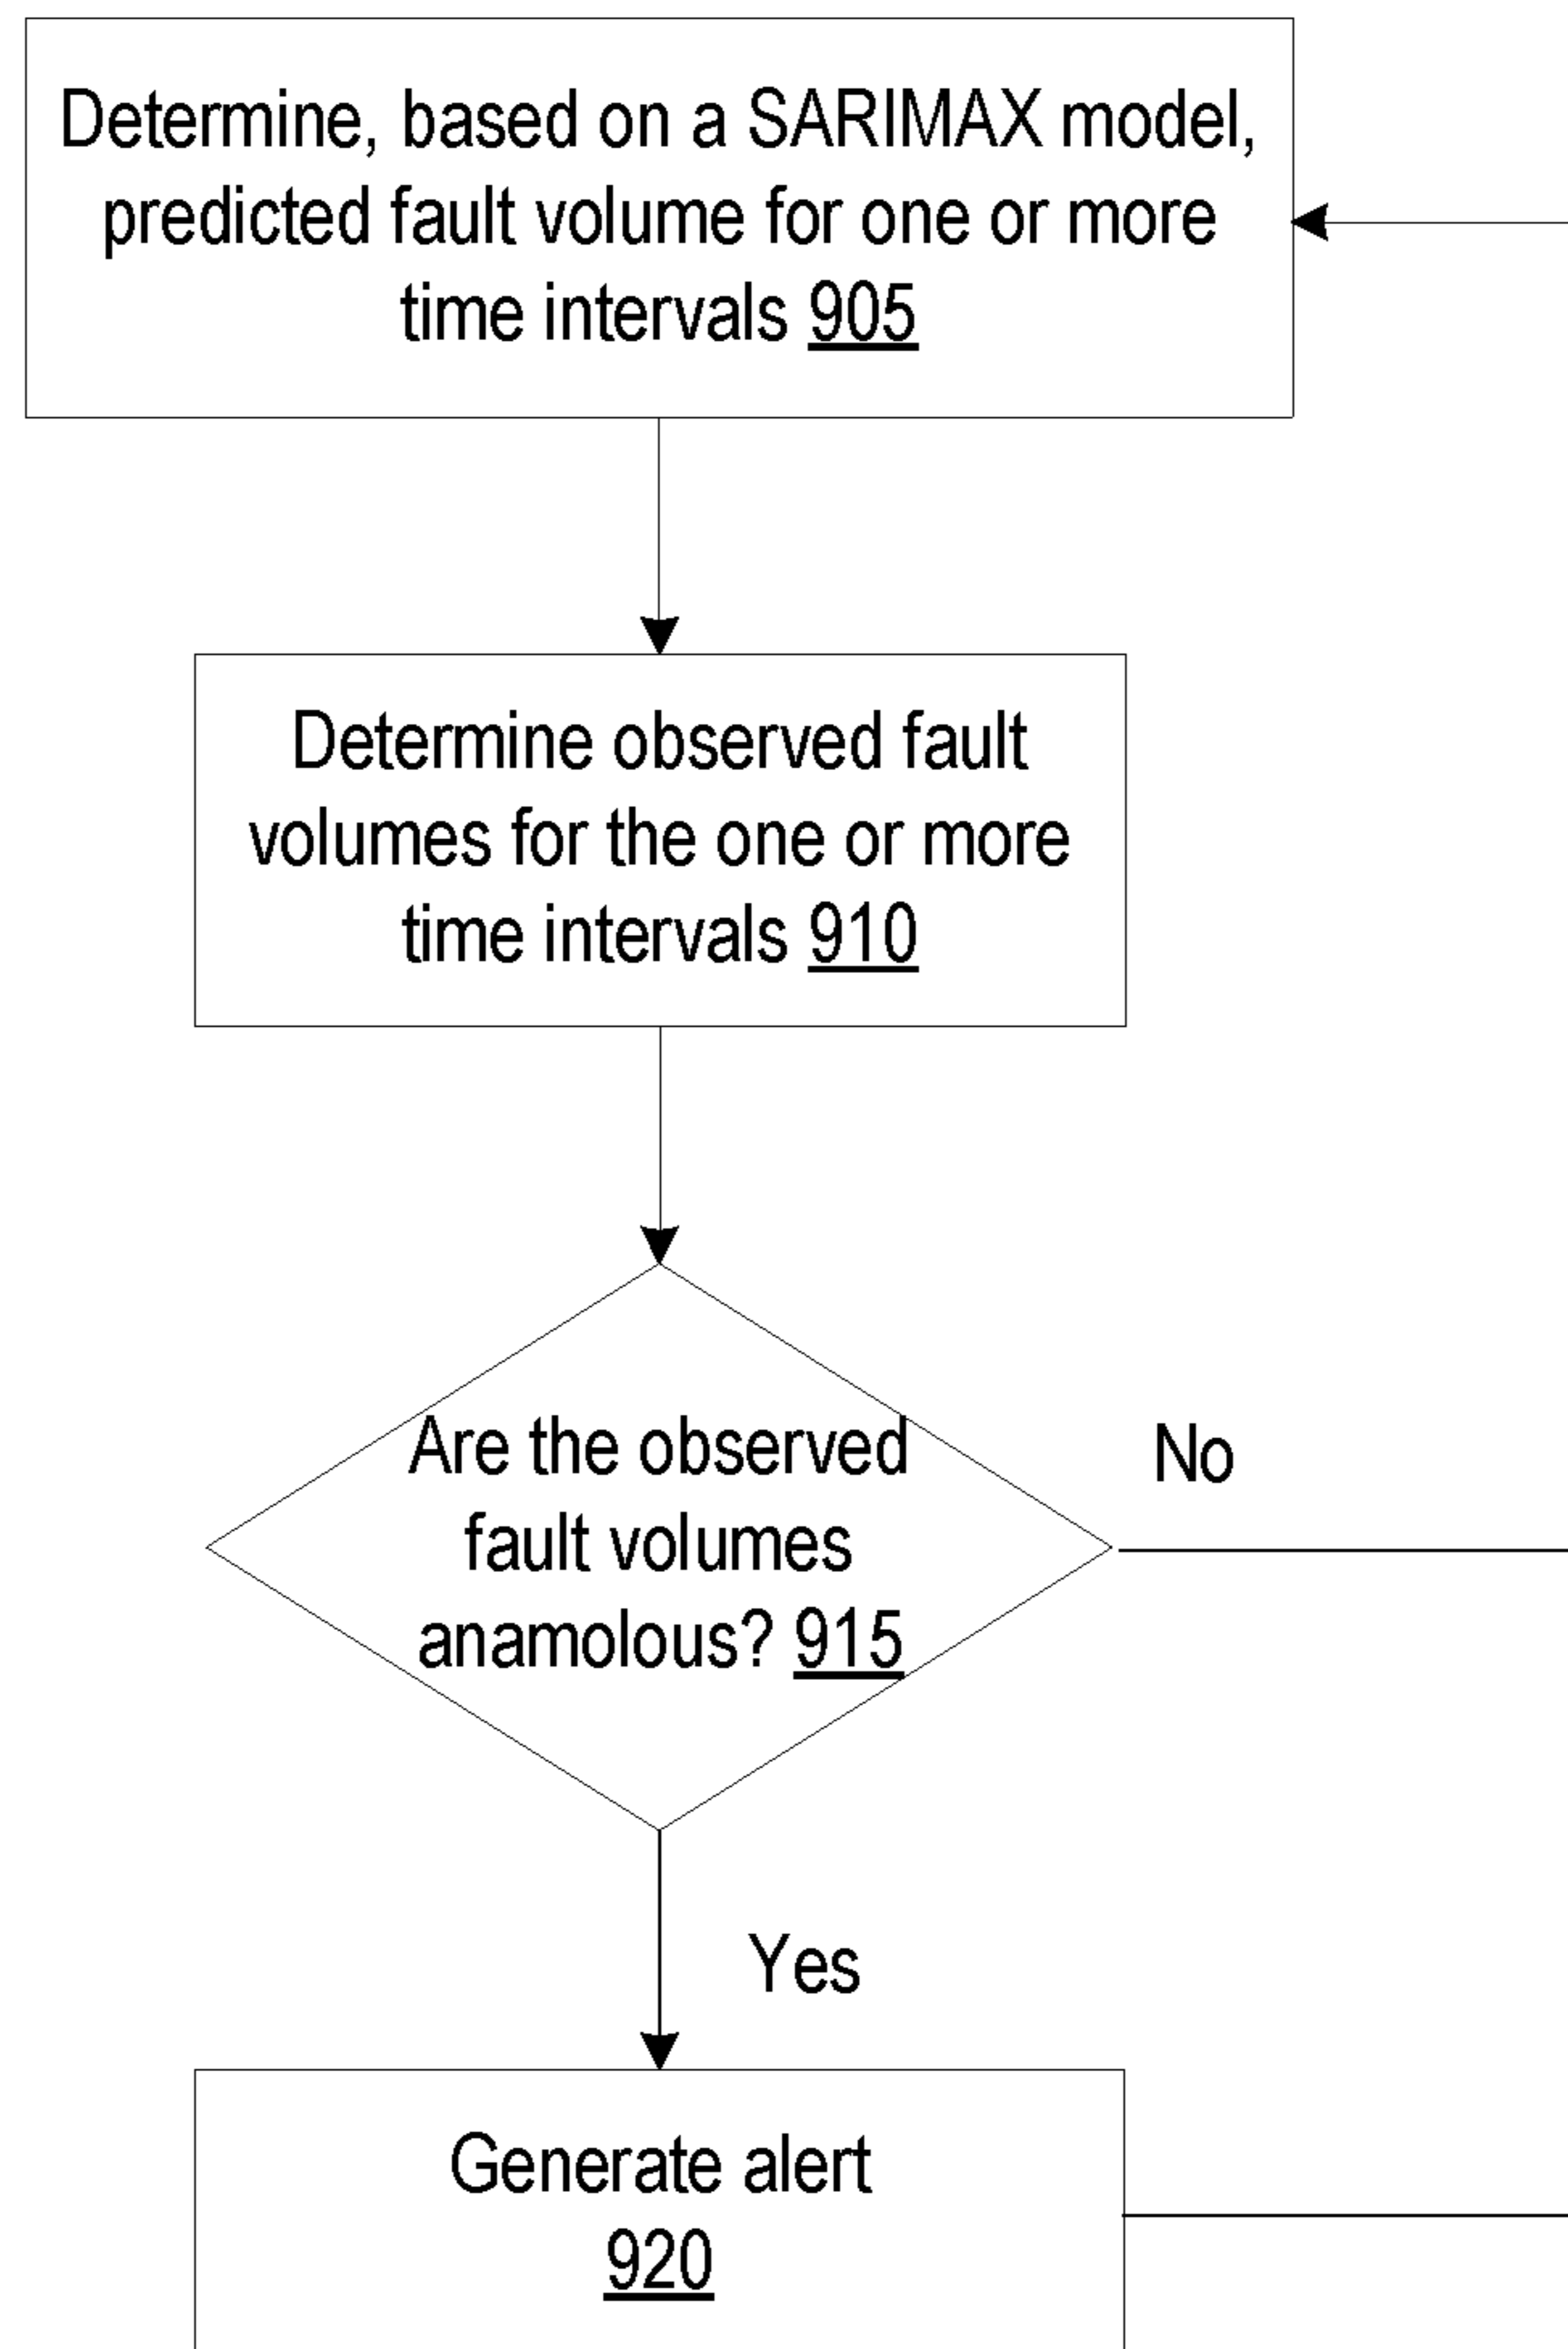 Determine, based on a SARIMAX model,
predicted fault volume for one or more
time intervals 905
Determine observed fault
volumes for the one or more
time intervals 910
Are the observed
fault volumes
anamolous? 915
No
Yes
Generate alert
920